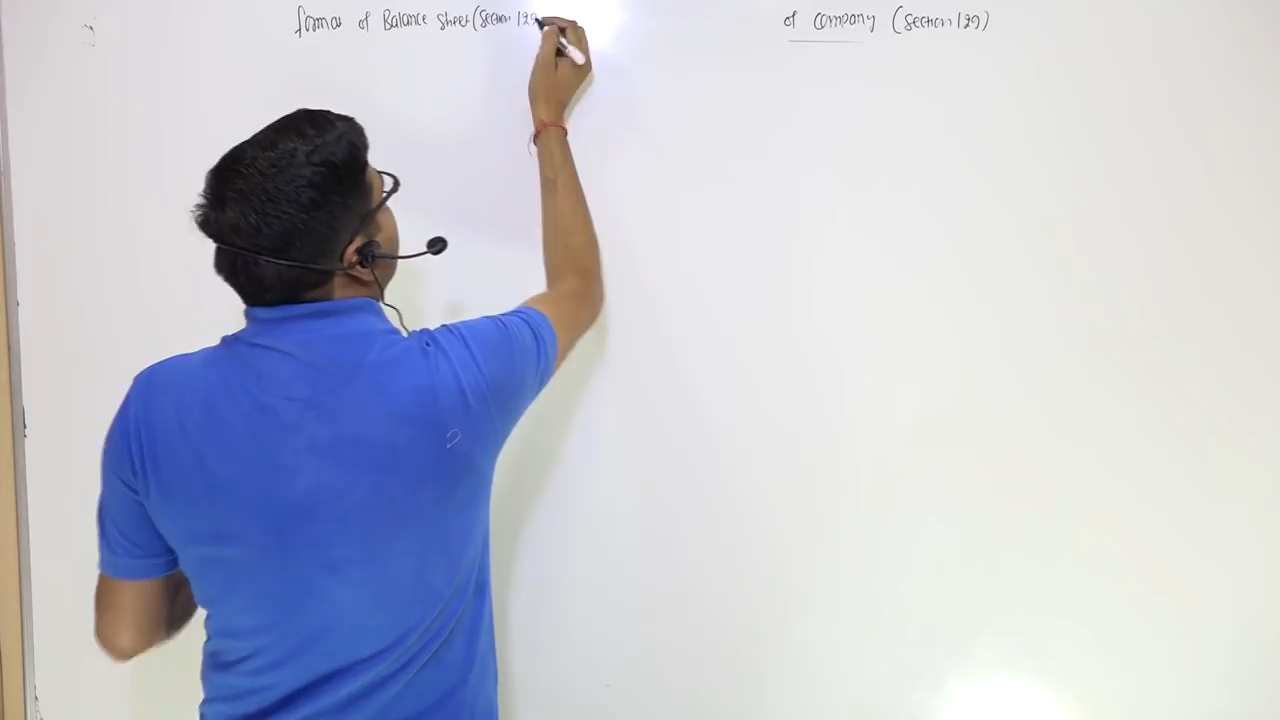 format of Balance Sheet (Section 129
of company (Section 129)